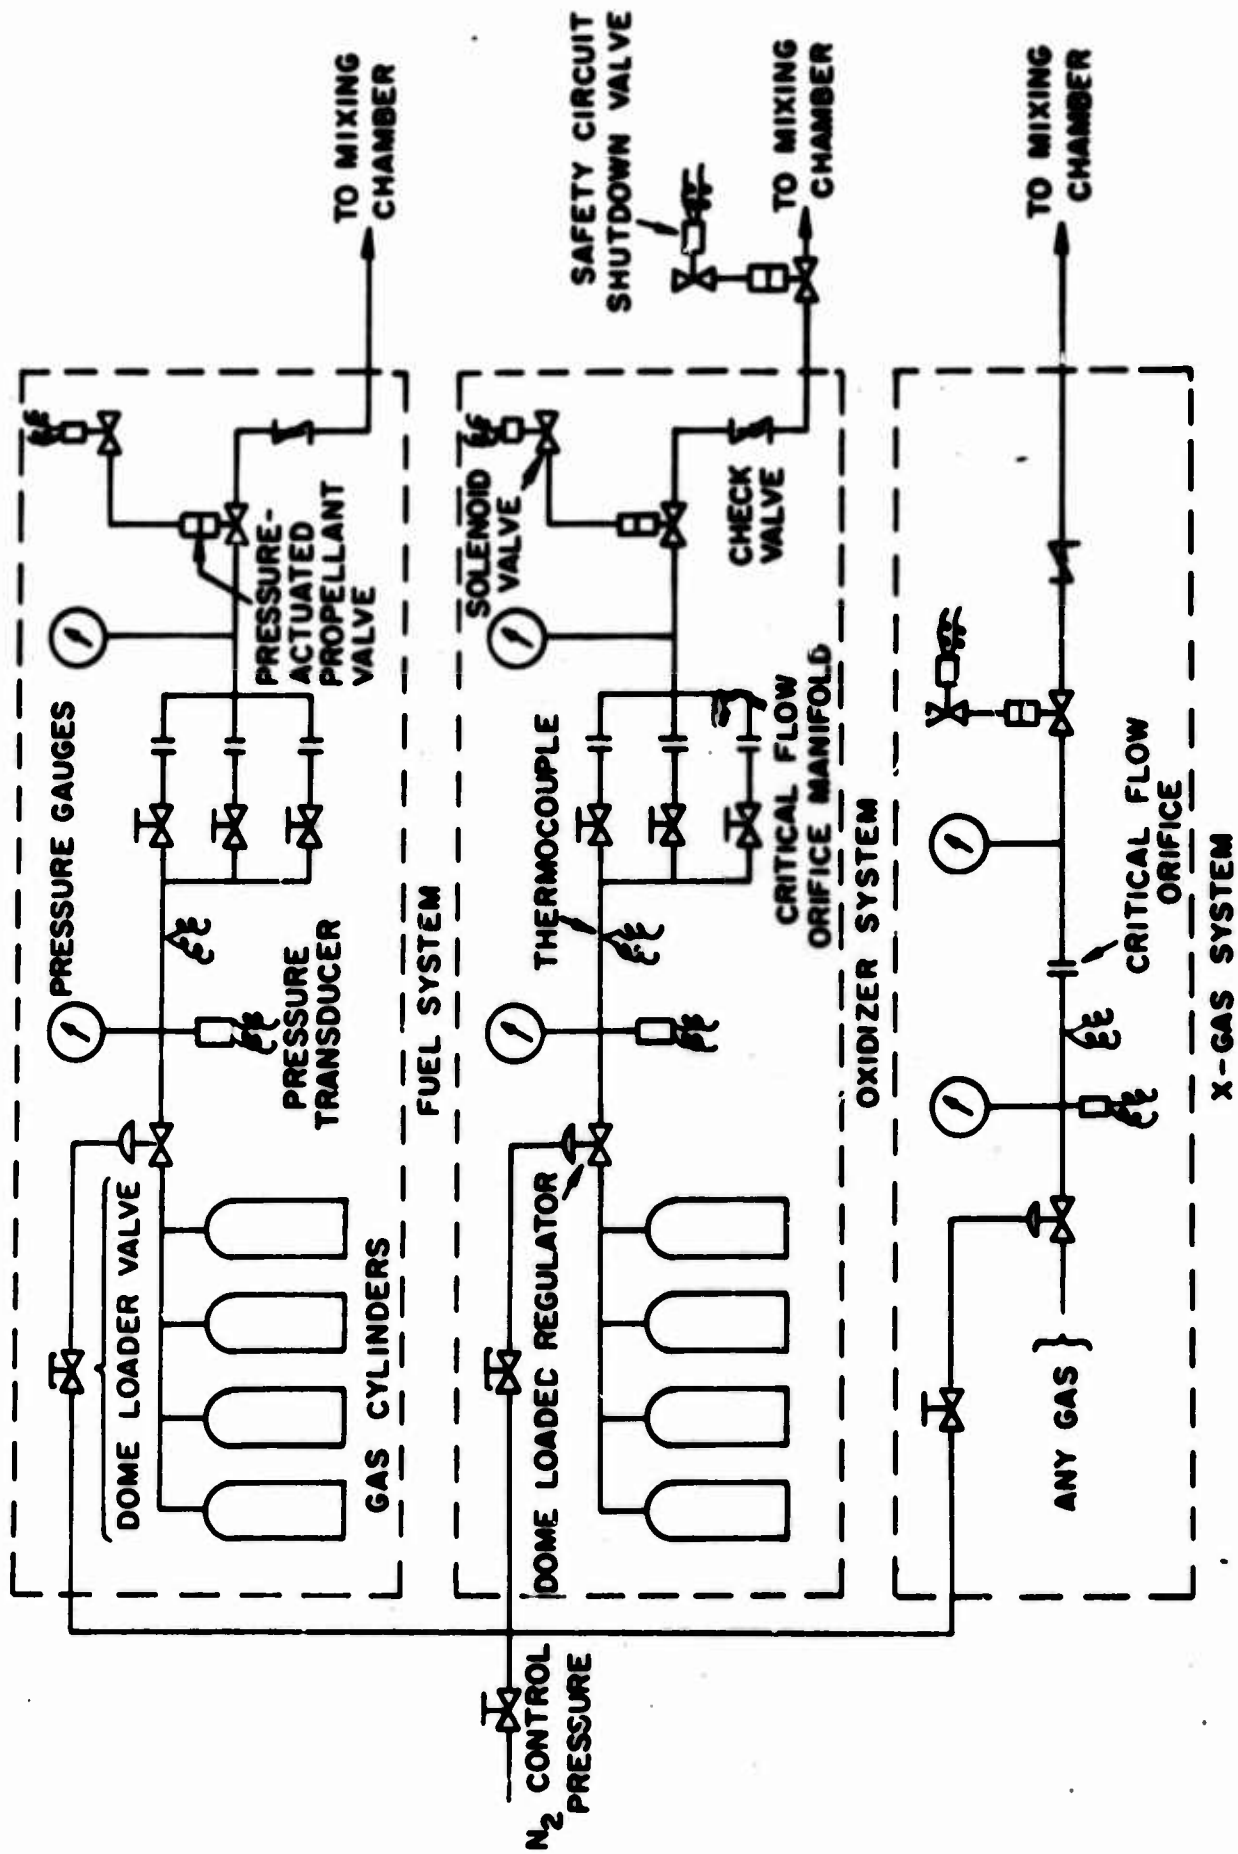 PRESSURE GAUGES
DOME LOADER VALVE
PRESSURE-
ACTUATED
PROPELLANT
VALVE
PRESSURE
TRANSDUCER
GAS CYLINDERS
TO MIXING
CHAMBER
FUEL SYSTEM
SOLENOID
VALVE
THERMOCOUPLE
DOME LOADEC REGULATOR
SAFETY CIRCUIT
SHUTDOWN VALVE
CHECK
VALVE
CRITICAL FLOW
ORIFICE MANIFOLD
TO MIXING
CHAMBER
N2 CONTROL
PRESSURE
OXIDIZER SYSTEM
TO MIXING
CHAMBER
ANY GAS
CRITICAL FLOW
ORIFICE
X-GAS SYSTEM